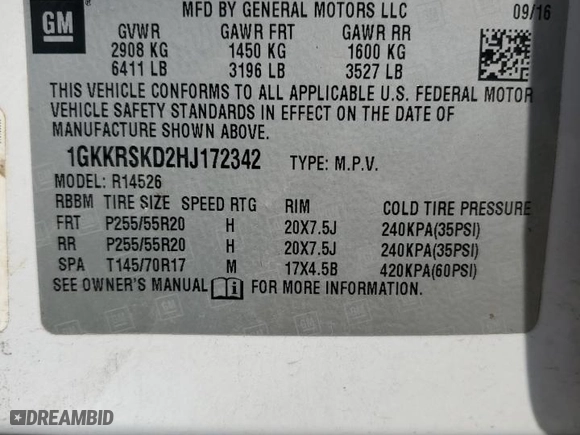 MFD BY GENERAL MOTORS LLC 09/16
GM
GVWR GAWR FRT GAWR RR
2908 KG 1450 KG 1600 KG
6411 LB 3196 LB 3527 LB
THIS VEHICLE CONFORMS TO ALL APPLICABLE U.S. FEDERAL MOTOR
VEHICLE SAFETY STANDARDS IN EFFECT ON THE DATE OF
MANUFACTURE SHOWN ABOVE.
1GKKRSKD2HJ172342 TYPE: M.P.V.
MODEL: R14526
RBBM TIRE SIZE SPEED RTG RIM COLD TIRE PRESSURE
FRT P255/55R20 H 20X7.5J 240KPA(35PSI)
RR P255/55R20 H 20X7.5J 240KPA(35PSI)
SPA T145/70R17 M 17X4.5B 420KPA(60PSI)
SEE OWNER'S MANUAL FOR MORE INFORMATION.
DREAMBID